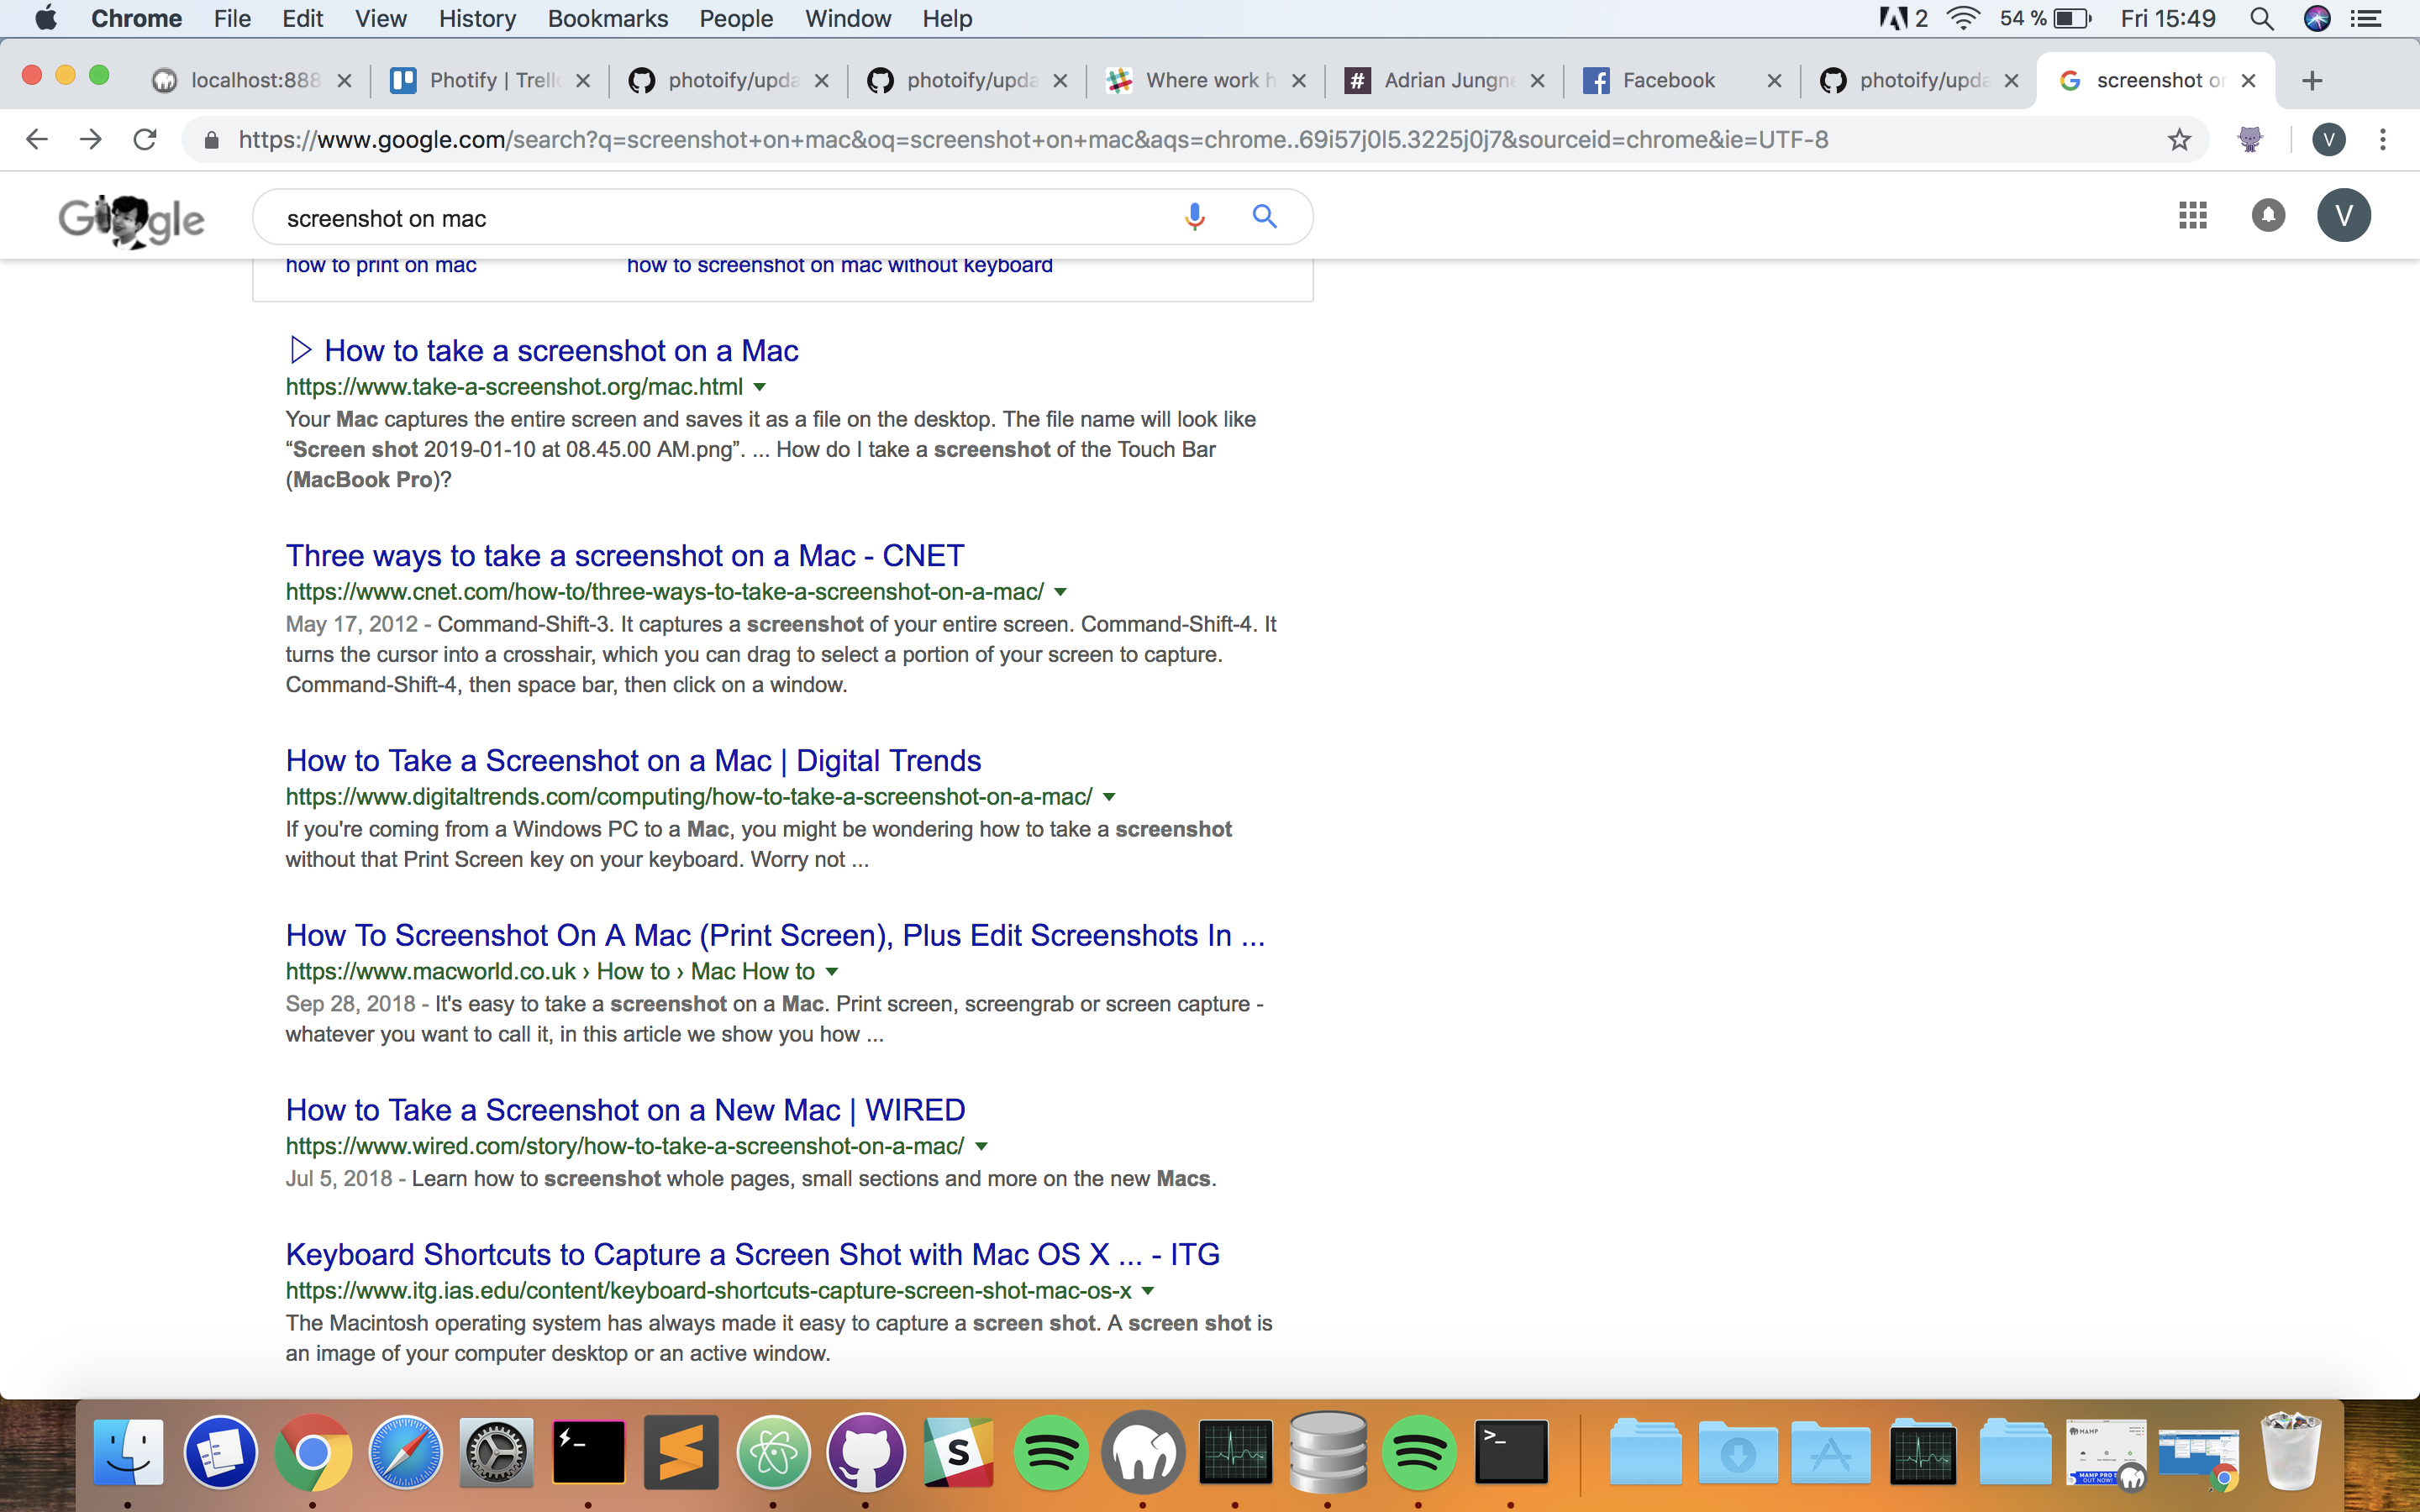 Chrome File Edit View History Bookmarks People Window Help 2 54 % Fri 15:49
localhost:888 Photify | Trell photoify/upda photoify/upda Where work h # Adrian Jungn Facebook photoify/upda screenshot or
https://www.google.com/search?q=screenshot+on+mac&oq=screenshot+on+mac&aqs=chrome..69i57j0l5.3225j0j7&sourceid=chrome&ie=UTF-8 V
Google screenshot on mac V
how to print on mac how to screenshot on mac without keyboard
How to take a screenshot on a Mac
https://www.take-a-screenshot.org/mac.html
Your Mac captures the entire screen and saves it as a file on the desktop. The file name will look like
“Screen shot 2019-01-10 at 08.45.00 AM.png”. ... How do I take a screenshot of the Touch Bar
(MacBook Pro)?
Three ways to take a screenshot on a Mac - CNET
https://www.cnet.com/how-to/three-ways-to-take-a-screenshot-on-a-mac/
May 17, 2012 - Command-Shift-3. It captures a screenshot of your entire screen. Command-Shift-4. It
turns the cursor into a crosshair, which you can drag to select a portion of your screen to capture.
Command-Shift-4, then space bar, then click on a window.
How to Take a Screenshot on a Mac | Digital Trends
https://www.digitaltrends.com/computing/how-to-take-a-screenshot-on-a-mac/
If you're coming from a Windows PC to a Mac, you might be wondering how to take a screenshot
without that Print Screen key on your keyboard. Worry not ...
How To Screenshot On A Mac (Print Screen), Plus Edit Screenshots In ...
https://www.macworld.co.uk › How to › Mac How to
Sep 28, 2018 - It's easy to take a screenshot on a Mac. Print screen, screengrab or screen capture -
whatever you want to call it, in this article we show you how ...
How to Take a Screenshot on a New Mac | WIRED
https://www.wired.com/story/how-to-take-a-screenshot-on-a-mac/
Jul 5, 2018 - Learn how to screenshot whole pages, small sections and more on the new Macs.
Keyboard Shortcuts to Capture a Screen Shot with Mac OS X ... - ITG
https://www.itg.ias.edu/content/keyboard-shortcuts-capture-screen-shot-mac-os-x
The Macintosh operating system has always made it easy to capture a screen shot. A screen shot is
an image of your computer desktop or an active window.
S >_ MAMP
MAMP PRO
OUT NOW!